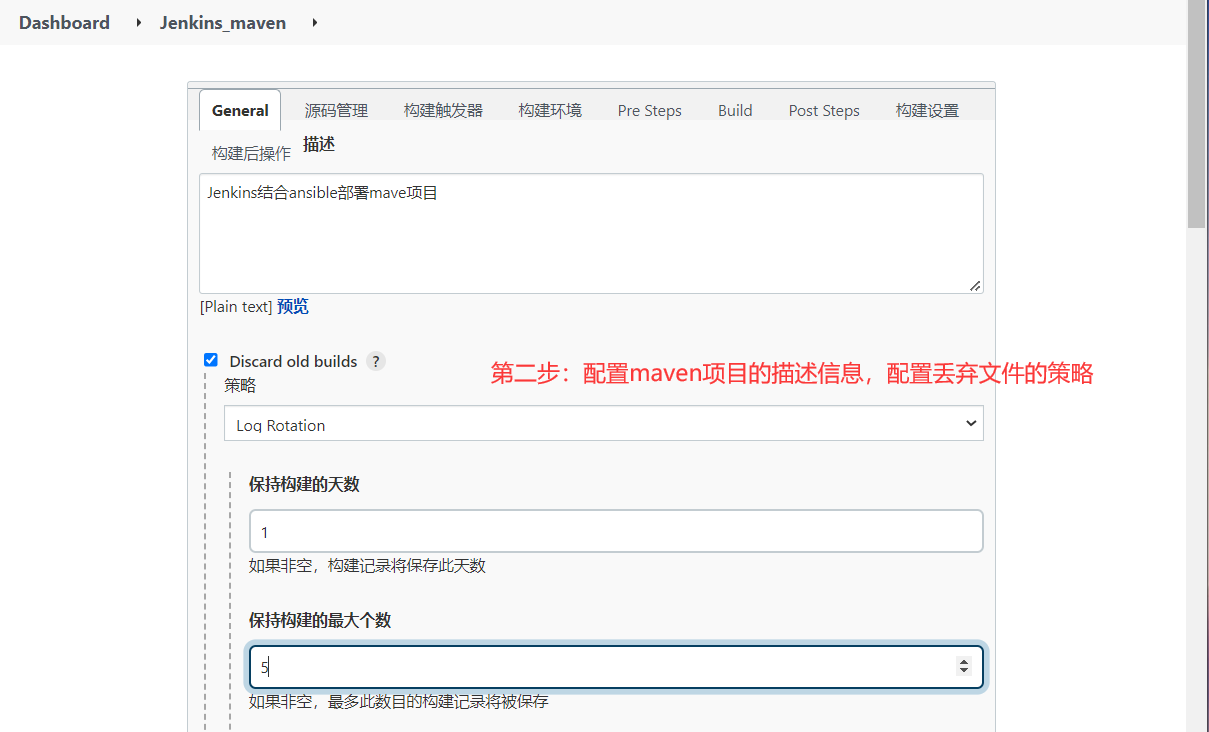 Dashboard Jenkins_maven
General 源码管理 构建触发器 构建环境 Pre Steps Build Post Steps 构建设置
构建后操作 描述
Jenkins结合ansible部署mave项目
[Plain text] 预览
Discard old builds ?
第二步：配置maven项目的描述信息，配置丢弃文件的策略
策略
Log Rotation
保持构建的天数
1
如果非空，构建记录将保存此天数
保持构建的最大个数
5
如果非空，最多此数目的构建记录将被保存